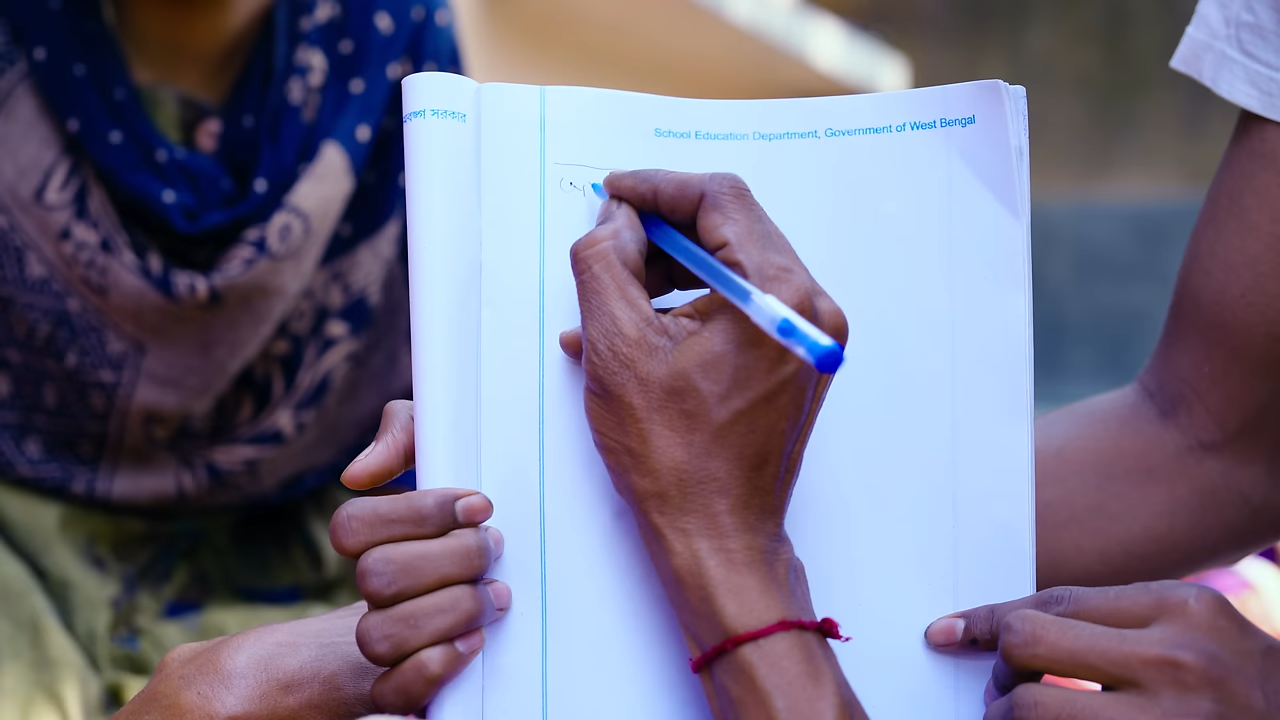 সরকার
School Education Department, Government of West Bengal